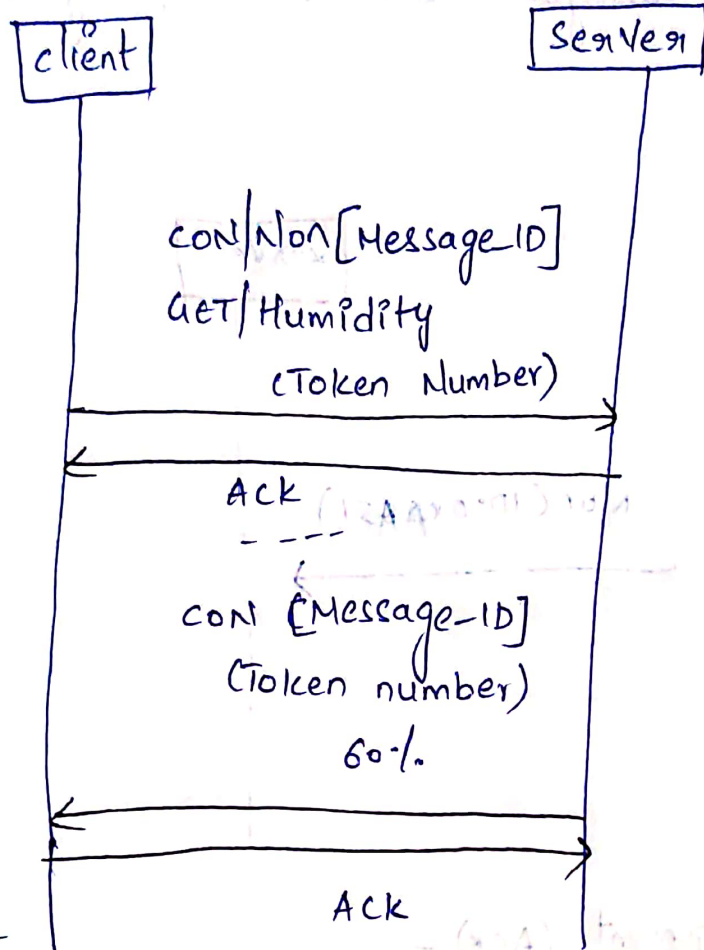 client
Server
CON/Non [Message_ID]
GET/Humidity
(Token Number)
ACK
- - - -
CON [Message-ID]
(Token number)
60%
ACK